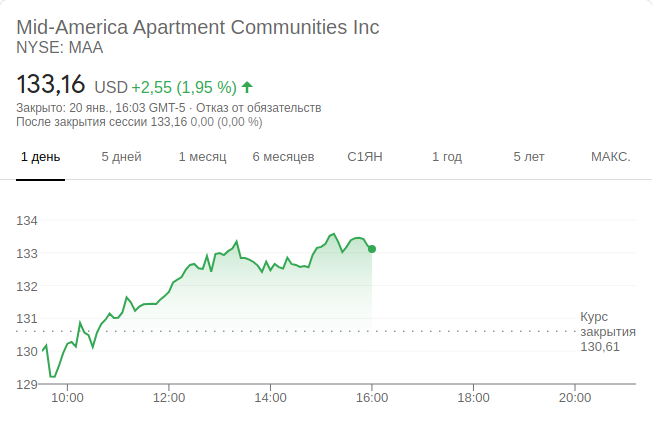 Mid-America Apartment Communities Inc
NYSE: MAA
133,16 USD +2,55 (1,95 %)
Закрыто: 20 янв., 16:03 GMT-5 · Отказ от обязательств
После закрытия сессии 133,16 0,00 (0,00 %)
1 день 5 дней 1 месяц 6 месяцев С1ЯН 1 год 5 лет МАКС.
134
133
132
131
130
129
Курс
закрытия
130,61
10:00 12:00 14:00 16:00 18:00 20:00